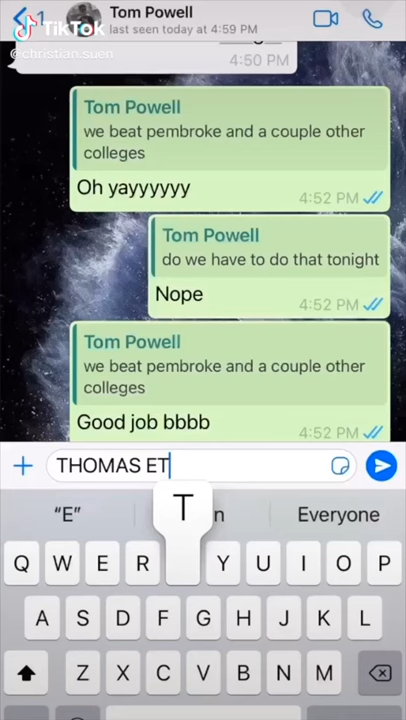 1
Tom Powell
last seen today at 4:59 PM
TikTok
@christian.suen
4:50 PM
Tom Powell
we beat pembroke and a couple other
colleges
Oh yayyyyyy
4:52 PM
Tom Powell
do we have to do that tonight
Nope
4:52 PM
Tom Powell
we beat pembroke and a couple other
colleges
Good job bbbb
4:52 PM
THOMAS ET
“E” n Everyone
T
Q W E R Y U I O P
A S D F G H J K L
Z X C V B N M